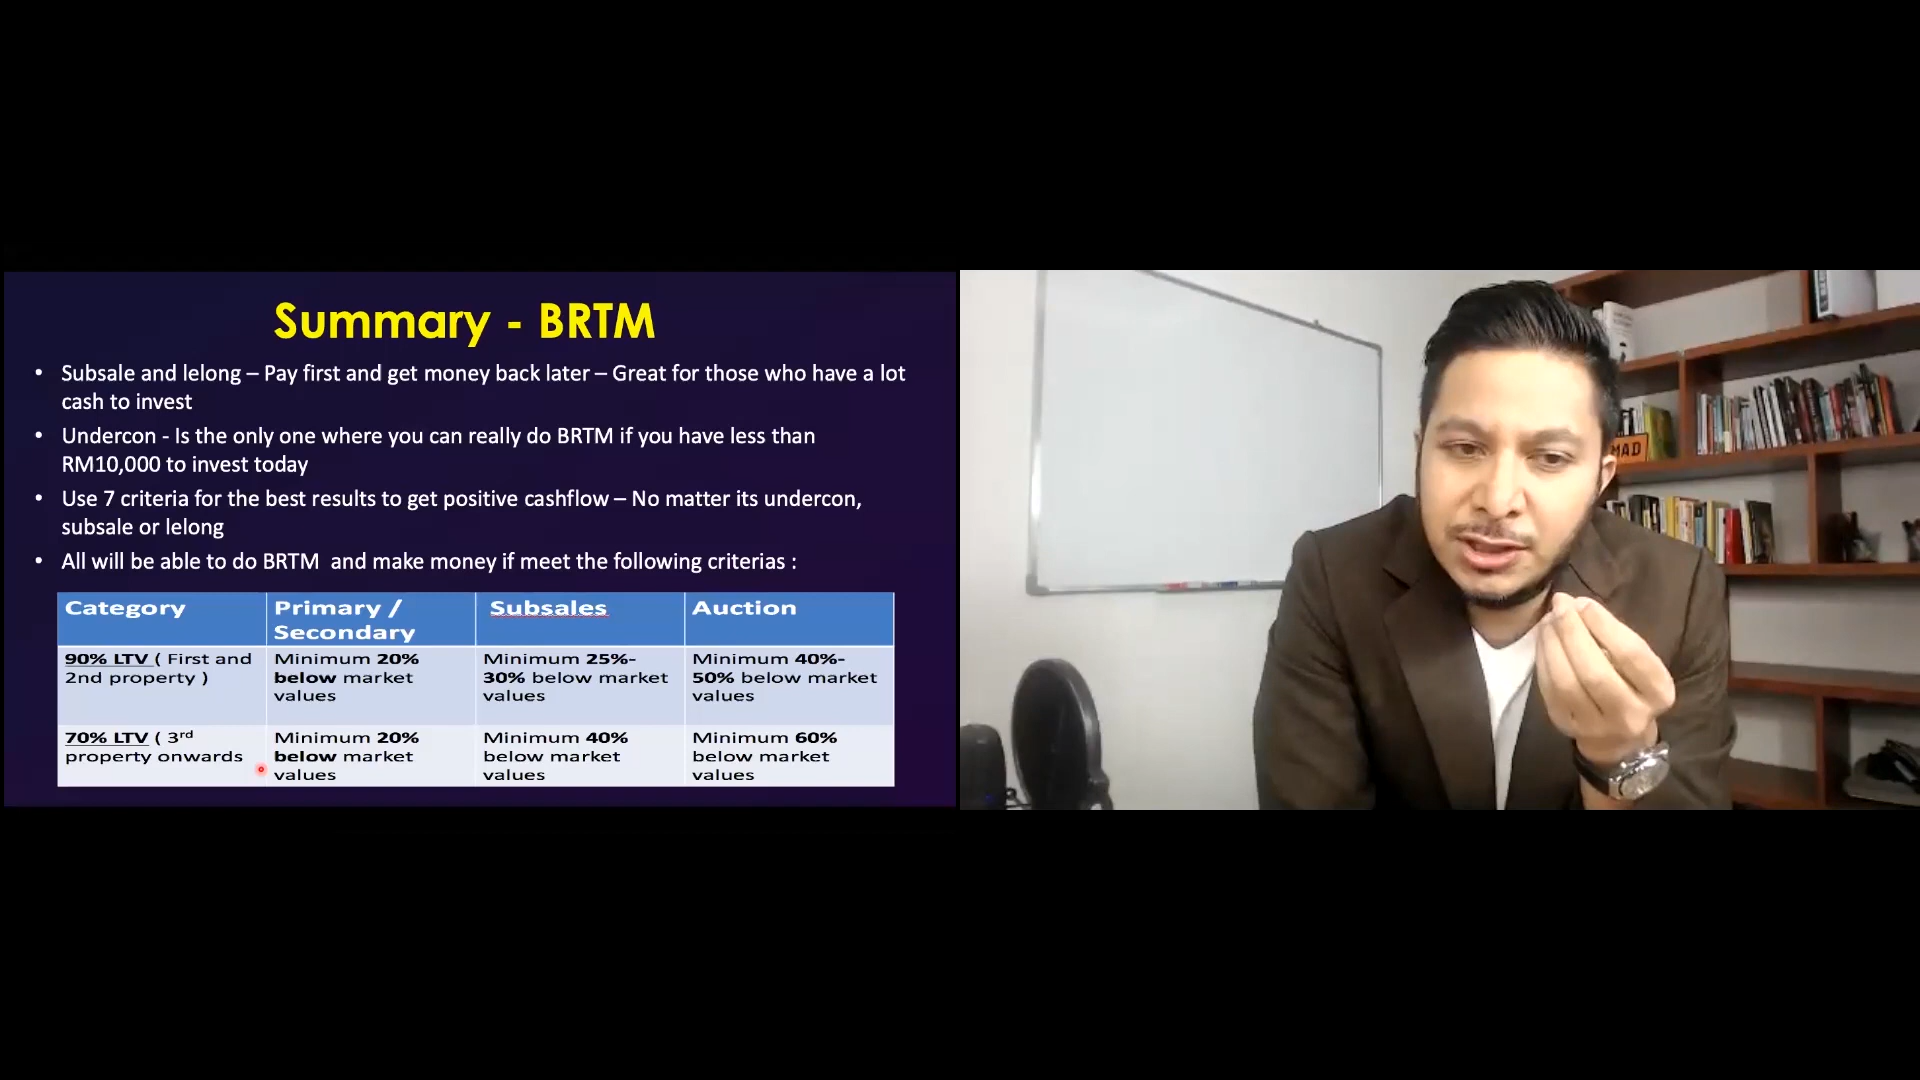 Summary - BRTM
• Subsale and lelong – Pay first and get money back later – Great for those who have a lot
cash to invest
• Undercon - Is the only one where you can really do BRTM if you have less than
RM10,000 to invest today
• Use 7 criteria for the best results to get positive cashflow – No matter its undercon,
subsale or lelong
• All will be able to do BRTM  and make money if meet the following criterias :
Category
Primary /
Secondary
Subsales
Auction
90% LTV ( First and
2nd property )
Minimum 20%
below market
values
Minimum 25%-
30% below market
values
Minimum 40%-
50% below market
values
70% LTV ( 3rd
property onwards
Minimum 20%
below market
values
Minimum 40%
below market
values
Minimum 60%
below market
values
MAD